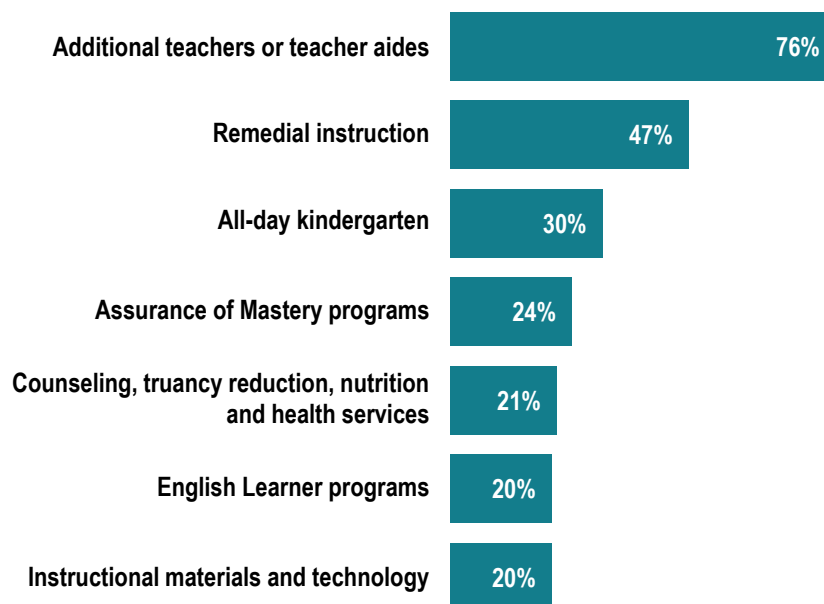 Additional teachers or teacher aides 76%
Remedial instruction 47%
All-day kindergarten 30%
Assurance of Mastery programs 24%
Counseling, truancy reduction, nutrition
and health services 21%
English Learner programs 20%
Instructional materials and technology 20%